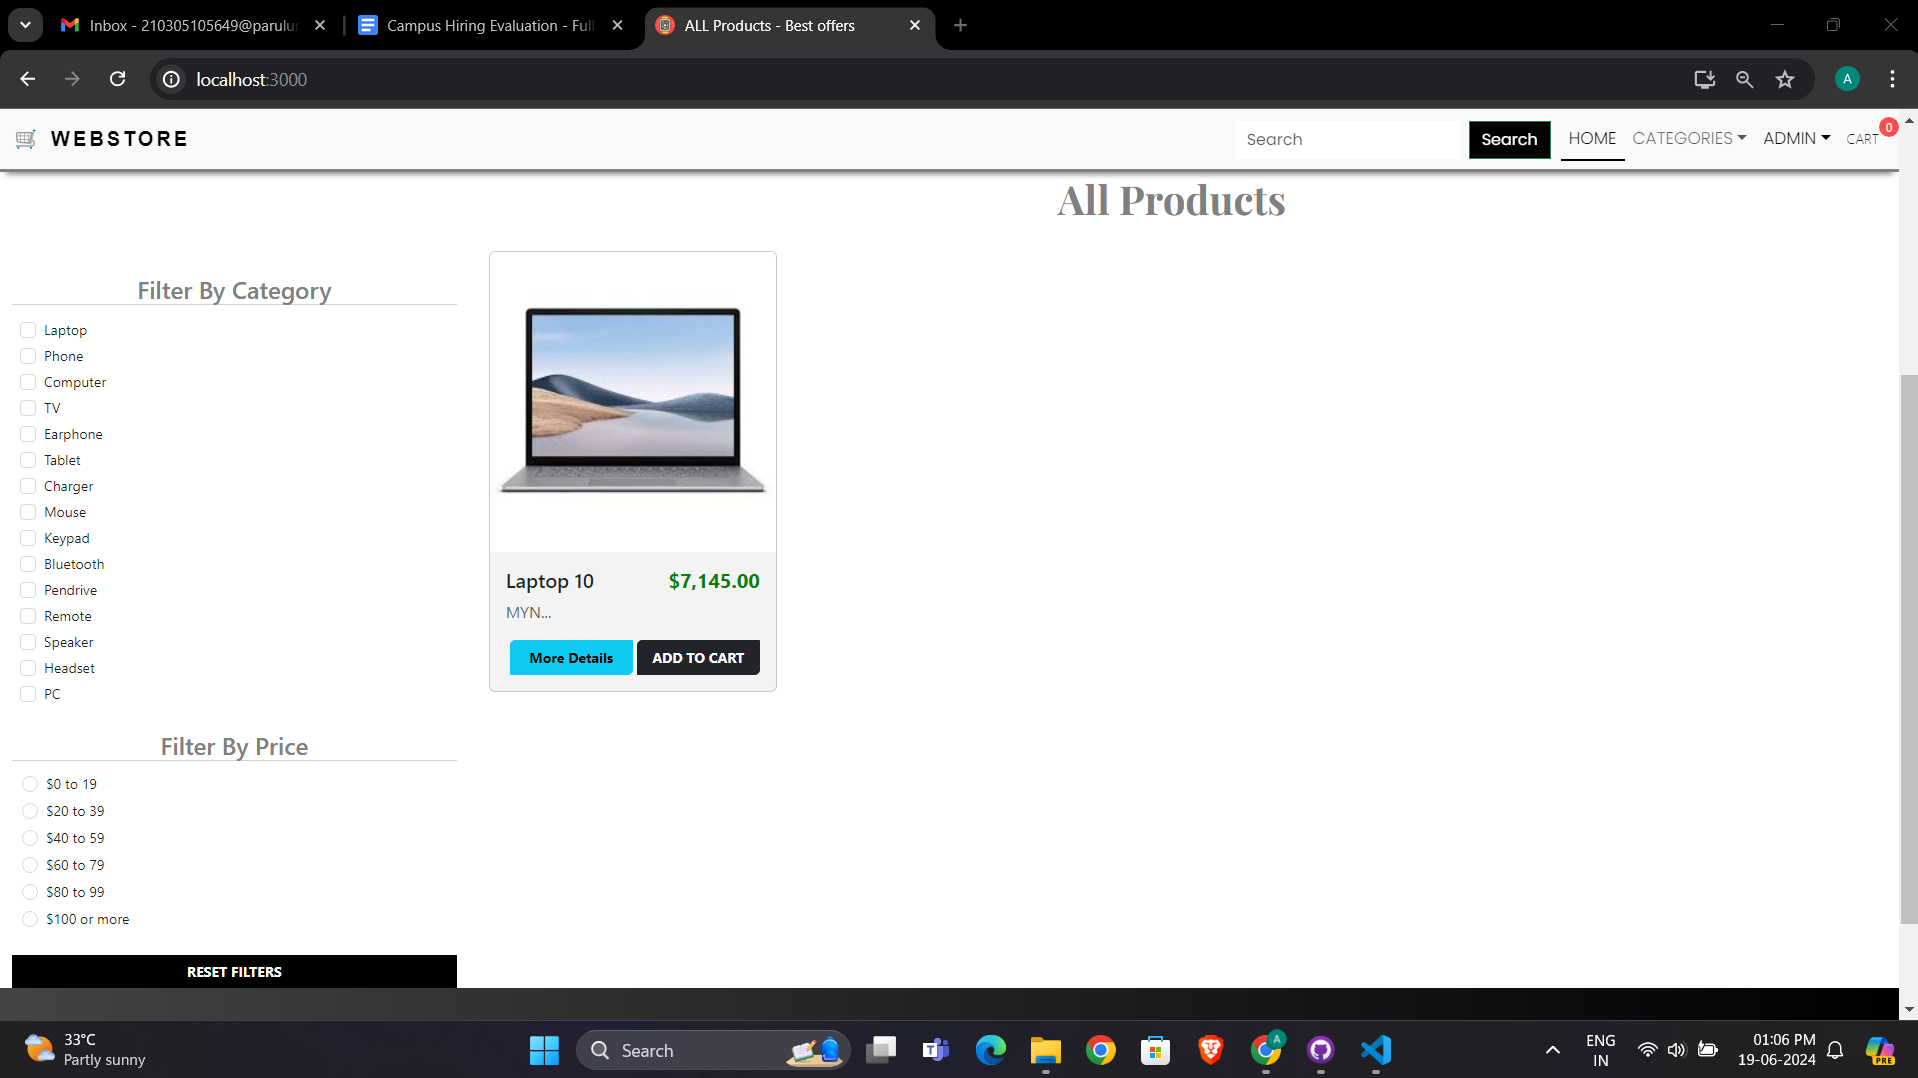 Inbox - 210305105649@parulu
Campus Hiring Evaluation - Full
ALL Products - Best offers
localhost:3000
A
WEBSTORE
Search
Search
HOME
CATEGORIES
ADMIN
CART
0
All Products
Filter By Category
Laptop
Phone
Computer
TV
Earphone
Tablet
Charger
Mouse
Keypad
Bluetooth
Pendrive
Remote
Speaker
Headset
PC
Filter By Price
$0 to 19
$20 to 39
$40 to 59
$60 to 79
$80 to 99
$100 or more
RESET FILTERS
Laptop 10
$7,145.00
MYN...
More Details
ADD TO CART
33°C
Partly sunny
Search
A
ENG
IN
01:06 PM
19-06-2024
PRE